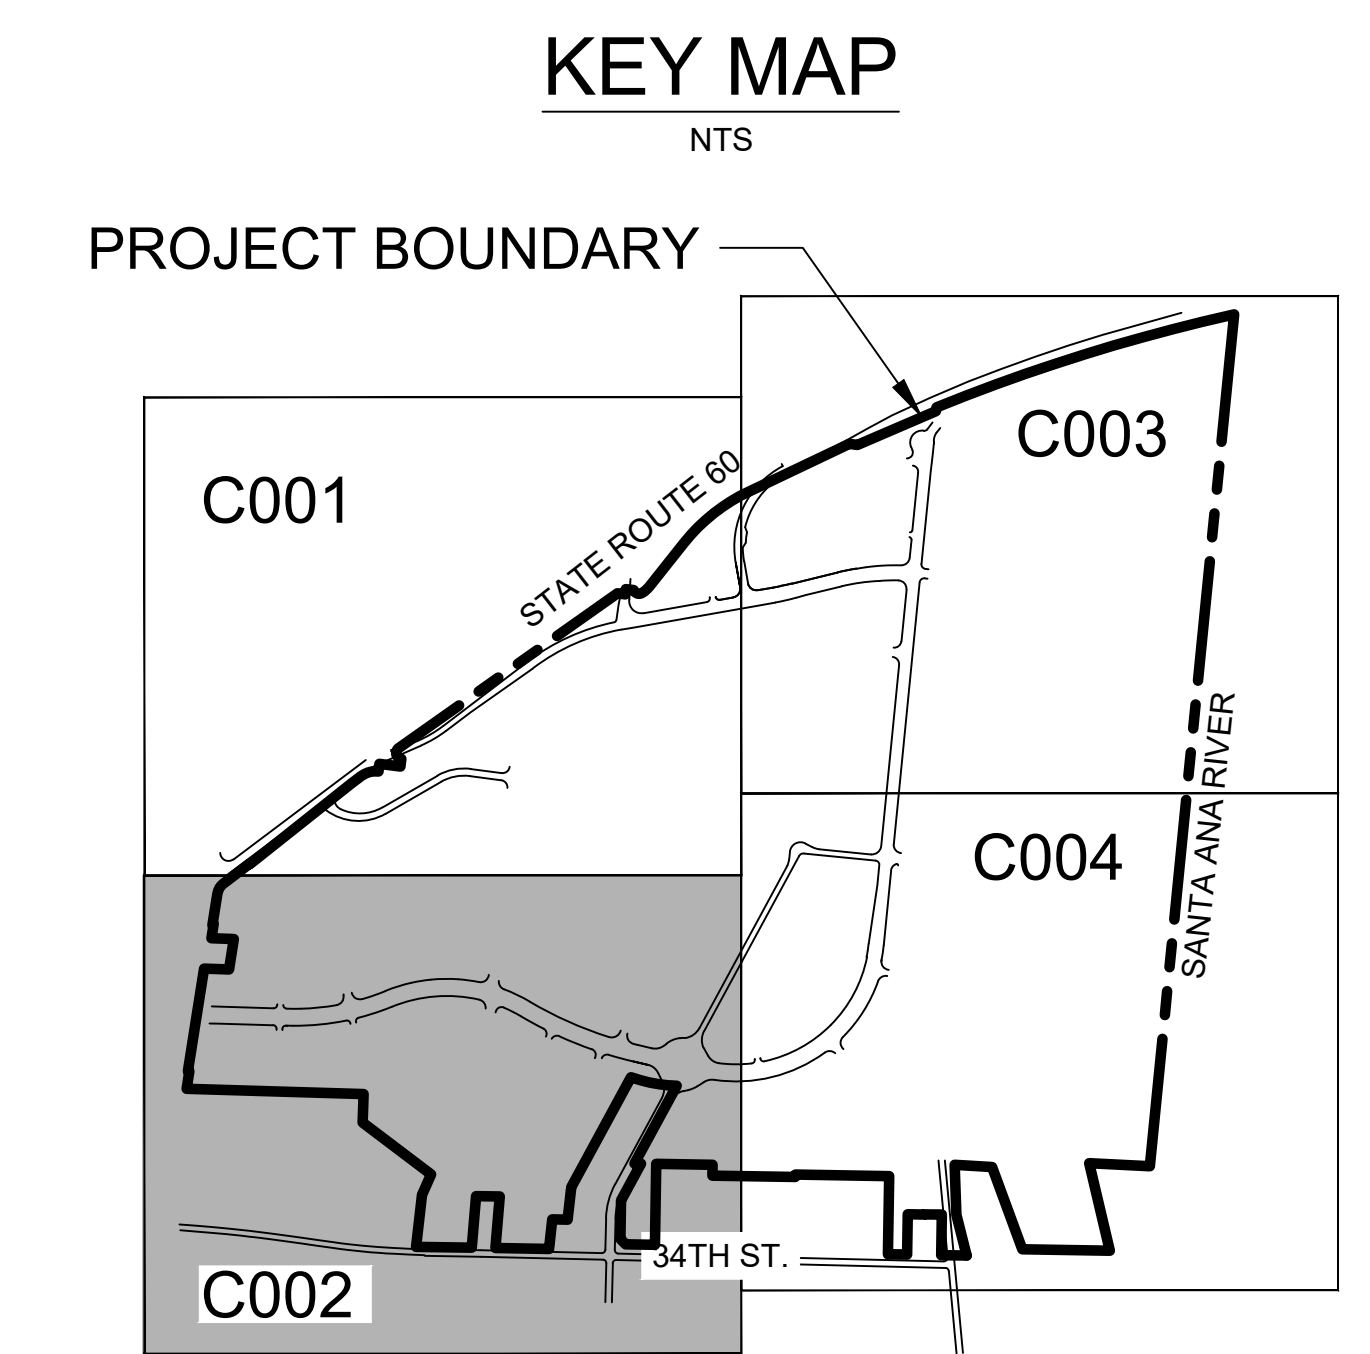 KEY MAP
NTS
PROJECT BOUNDARY
C003
C001
STATE ROUTE 60
SANTA ANA RIVER
C004
34TH ST.
C002